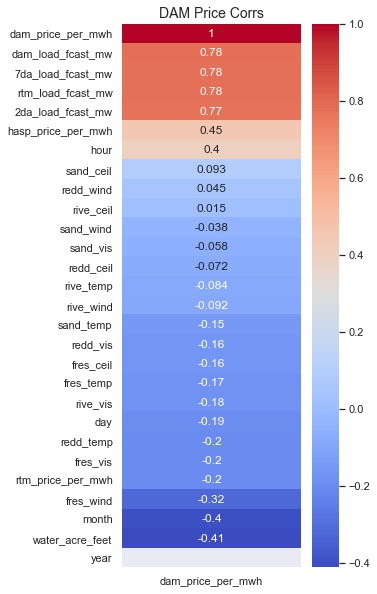 DAM Price Corrs
dam_price_per_mwh 1
dam_load_fcast_mw 0.78
7da_load_fcast_mw 0.78
rtm_load_fcast_mw 0.78
2da_load_fcast_mw 0.77
hasp_price_per_mwh 0.45
hour 0.4
sand_ceil 0.093
redd_wind 0.045
rive_ceil 0.015
sand_wind -0.038
sand_vis -0.058
redd_ceil -0.072
rive_temp -0.084
rive_wind -0.092
sand_temp -0.15
redd_vis -0.16
fres_ceil -0.16
fres_temp -0.17
rive_vis -0.18
day -0.19
redd_temp -0.2
fres_vis -0.2
rtm_price_per_mwh -0.2
fres_wind -0.32
month -0.4
water_acre_feet -0.41
year
dam_price_per_mwh
1.0
0.8
0.6
0.4
0.2
0.0
−0.2
−0.4